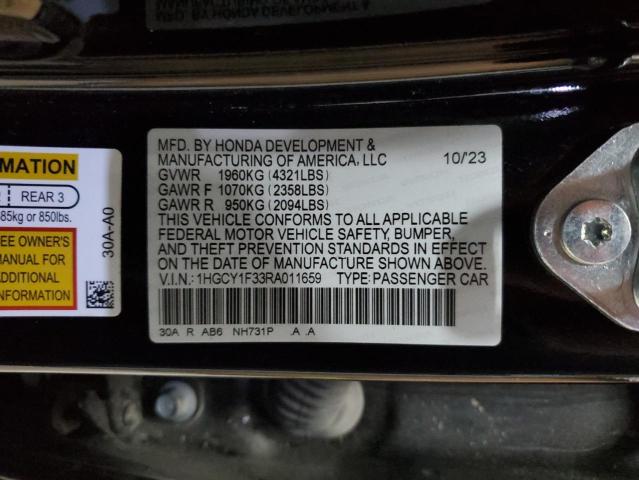 MFD. BY HONDA DEVELOPMENT &
MANUFACTURING OF AMERICA, LLC 10/23
GVWR 1960KG (4321LBS)
GAWR F 1070KG (2358LBS)
GAWR R 950KG (2094LBS)
THIS VEHICLE CONFORMS TO ALL APPLICABLE
FEDERAL MOTOR VEHICLE SAFETY, BUMPER,
AND THEFT PREVENTION STANDARDS IN EFFECT
ON THE DATE OF MANUFACTURE SHOWN ABOVE.
V.I.N.: 1HGCY1F33RA011659 TYPE: PASSENGER CAR
30A R AB6 NH731P .A .A
MATION
REAR 3
85kg or 850lbs.
EE OWNER'S
MANUAL FOR
ADDITIONAL
FORMATION
30A-A0